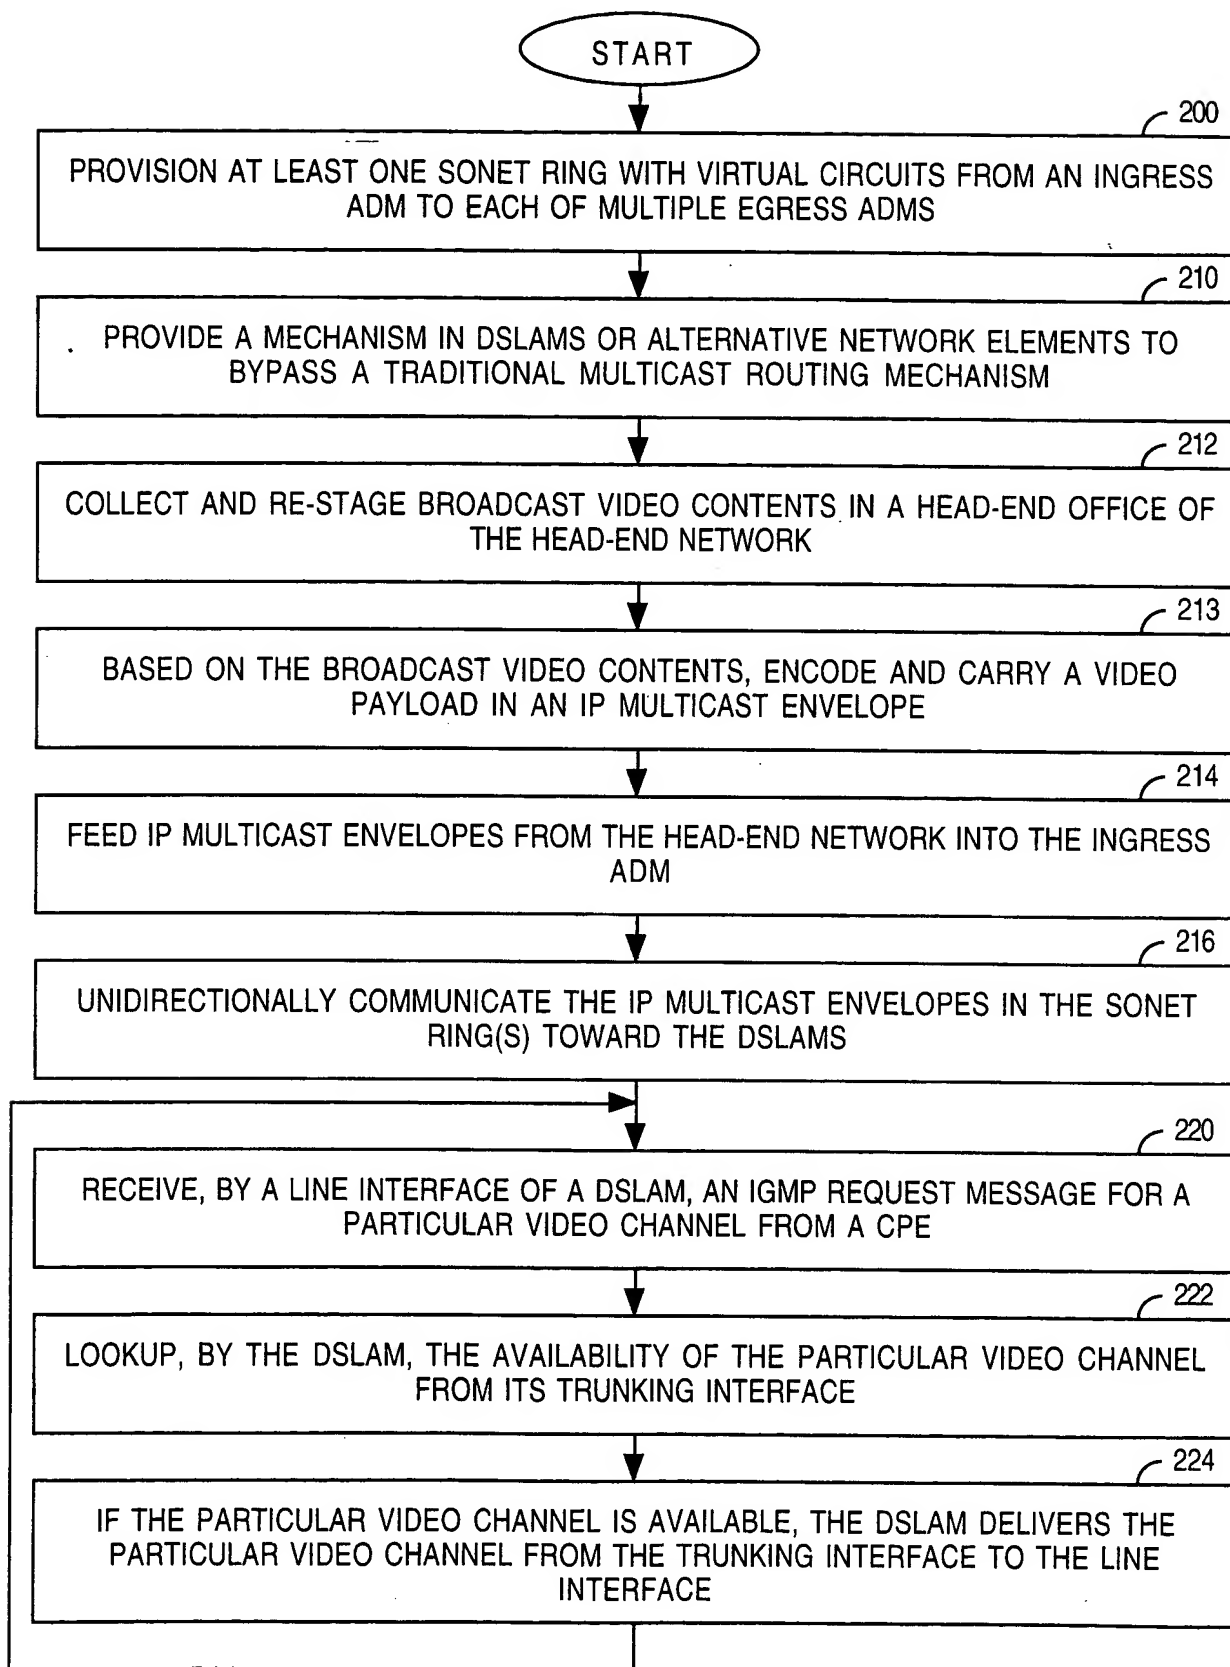 START
200
PROVISION AT LEAST ONE SONET RING WITH VIRTUAL CIRCUITS FROM AN INGRESS
ADM TO EACH OF MULTIPLE EGRESS ADMS
210
PROVIDE A MECHANISM IN DSLAMS OR ALTERNATIVE NETWORK ELEMENTS TO
BYPASS A TRADITIONAL MULTICAST ROUTING MECHANISM
212
COLLECT AND RE-STAGE BROADCAST VIDEO CONTENTS IN A HEAD-END OFFICE OF
THE HEAD-END NETWORK
213
BASED ON THE BROADCAST VIDEO CONTENTS, ENCODE AND CARRY A VIDEO
PAYLOAD IN AN IP MULTICAST ENVELOPE
214
FEED IP MULTICAST ENVELOPES FROM THE HEAD-END NETWORK INTO THE INGRESS
ADM
216
UNIDIRECTIONALLY COMMUNICATE THE IP MULTICAST ENVELOPES IN THE SONET
RING(S) TOWARD THE DSLAMS
220
RECEIVE, BY A LINE INTERFACE OF A DSLAM, AN IGMP REQUEST MESSAGE FOR A
PARTICULAR VIDEO CHANNEL FROM A CPE
222
LOOKUP, BY THE DSLAM, THE AVAILABILITY OF THE PARTICULAR VIDEO CHANNEL
FROM ITS TRUNKING INTERFACE
224
IF THE PARTICULAR VIDEO CHANNEL IS AVAILABLE, THE DSLAM DELIVERS THE
PARTICULAR VIDEO CHANNEL FROM THE TRUNKING INTERFACE TO THE LINE
INTERFACE